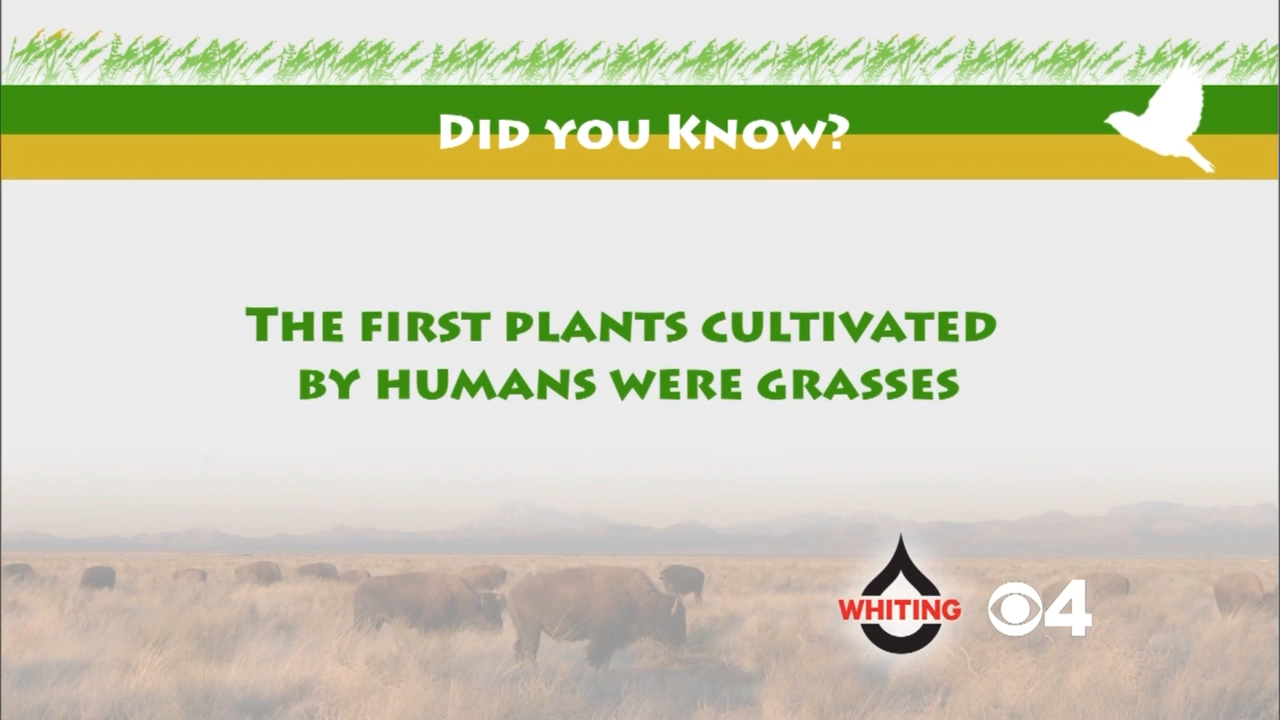 Did you Know?
The first plants cultivated
by humans were grasses
WHITING
4